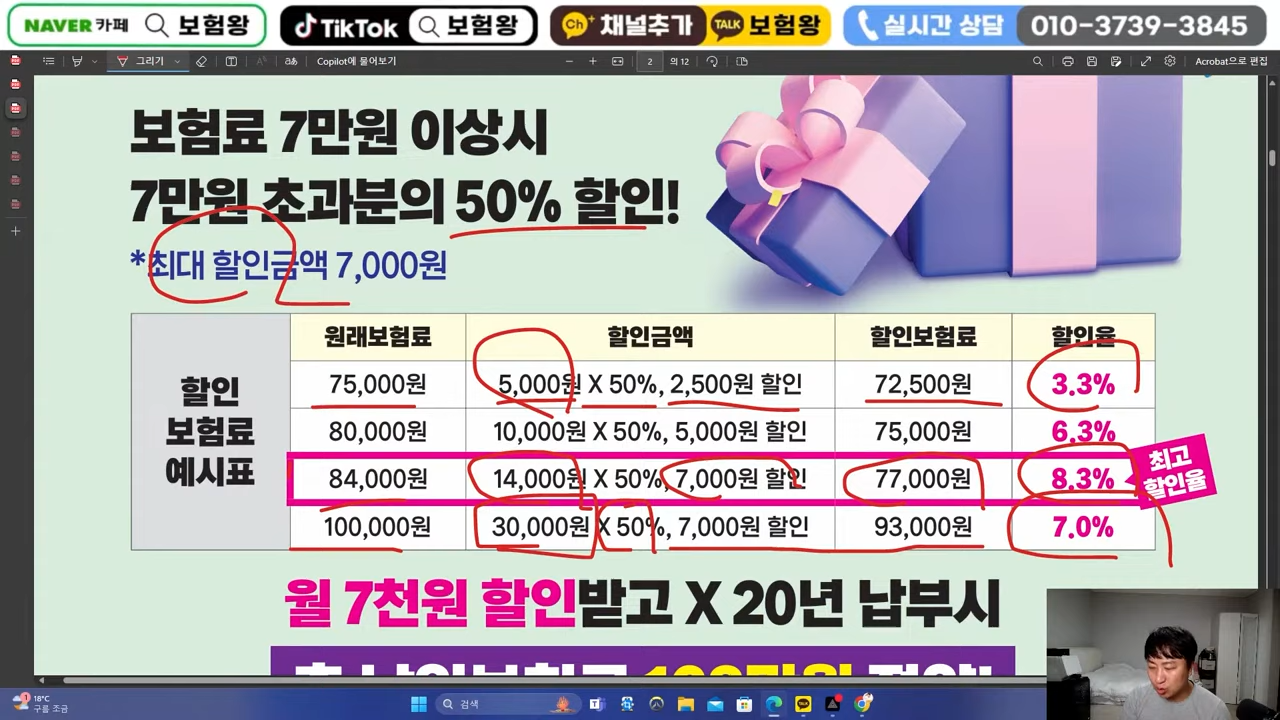 NAVER 카페 보험왕
TikTok 보험왕
Ch+ 채널추가 TALK 보험왕
실시간 상담 010-3739-3845
그리기
Copilot에 물어보기
2 의 12
Acrobat으로 편집
보험료 7만원 이상시
7만원 초과분의 50% 할인!
*최대 할인금액 7,000원
할인
보험료
예시표
원래보험료 할인금액 할인보험료 할인율
75,000원 5,000원 X 50%, 2,500원 할인 72,500원 3.3%
80,000원 10,000원 X 50%, 5,000원 할인 75,000원 6.3%
84,000원 14,000원 X 50%, 7,000원 할인 77,000원 8.3%
최고
할인율
100,000원 30,000원 X 50%, 7,000원 할인 93,000원 7.0%
월 7천원 할인받고 X 20년 납부시
18°C
구름 조금
검색